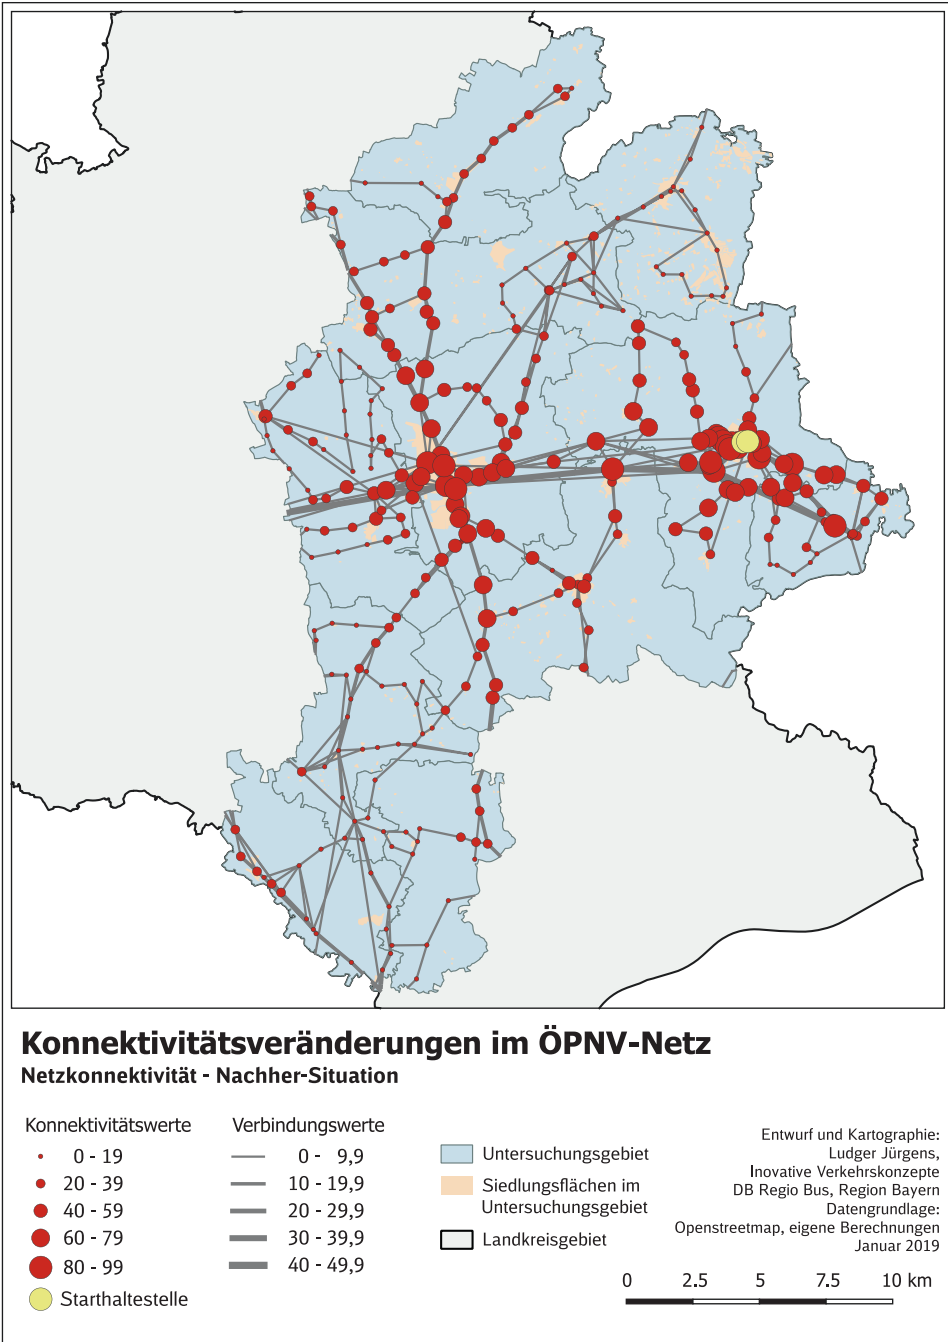 Konnektivitätsveränderungen im ÖPNV-Netz
Netzkonnektivität - Nachher-Situation
Konnektivitätswerte
0 - 19
20 - 39
40 - 59
60 - 79
80 - 99
Starthaltestelle
Verbindungswerte
0 - 9,9
10 - 19,9
20 - 29,9
30 - 39,9
40 - 49,9
Untersuchungsgebiet
Siedlungsflächen im
Untersuchungsgebiet
Landkreisgebiet
Entwurf und Kartographie:
Ludger Jürgens,
Inovative Verkehrskonzepte
DB Regio Bus, Region Bayern
Datengrundlage:
Openstreetmap, eigene Berechnungen
Januar 2019
0 2.5 5 7.5 10 km